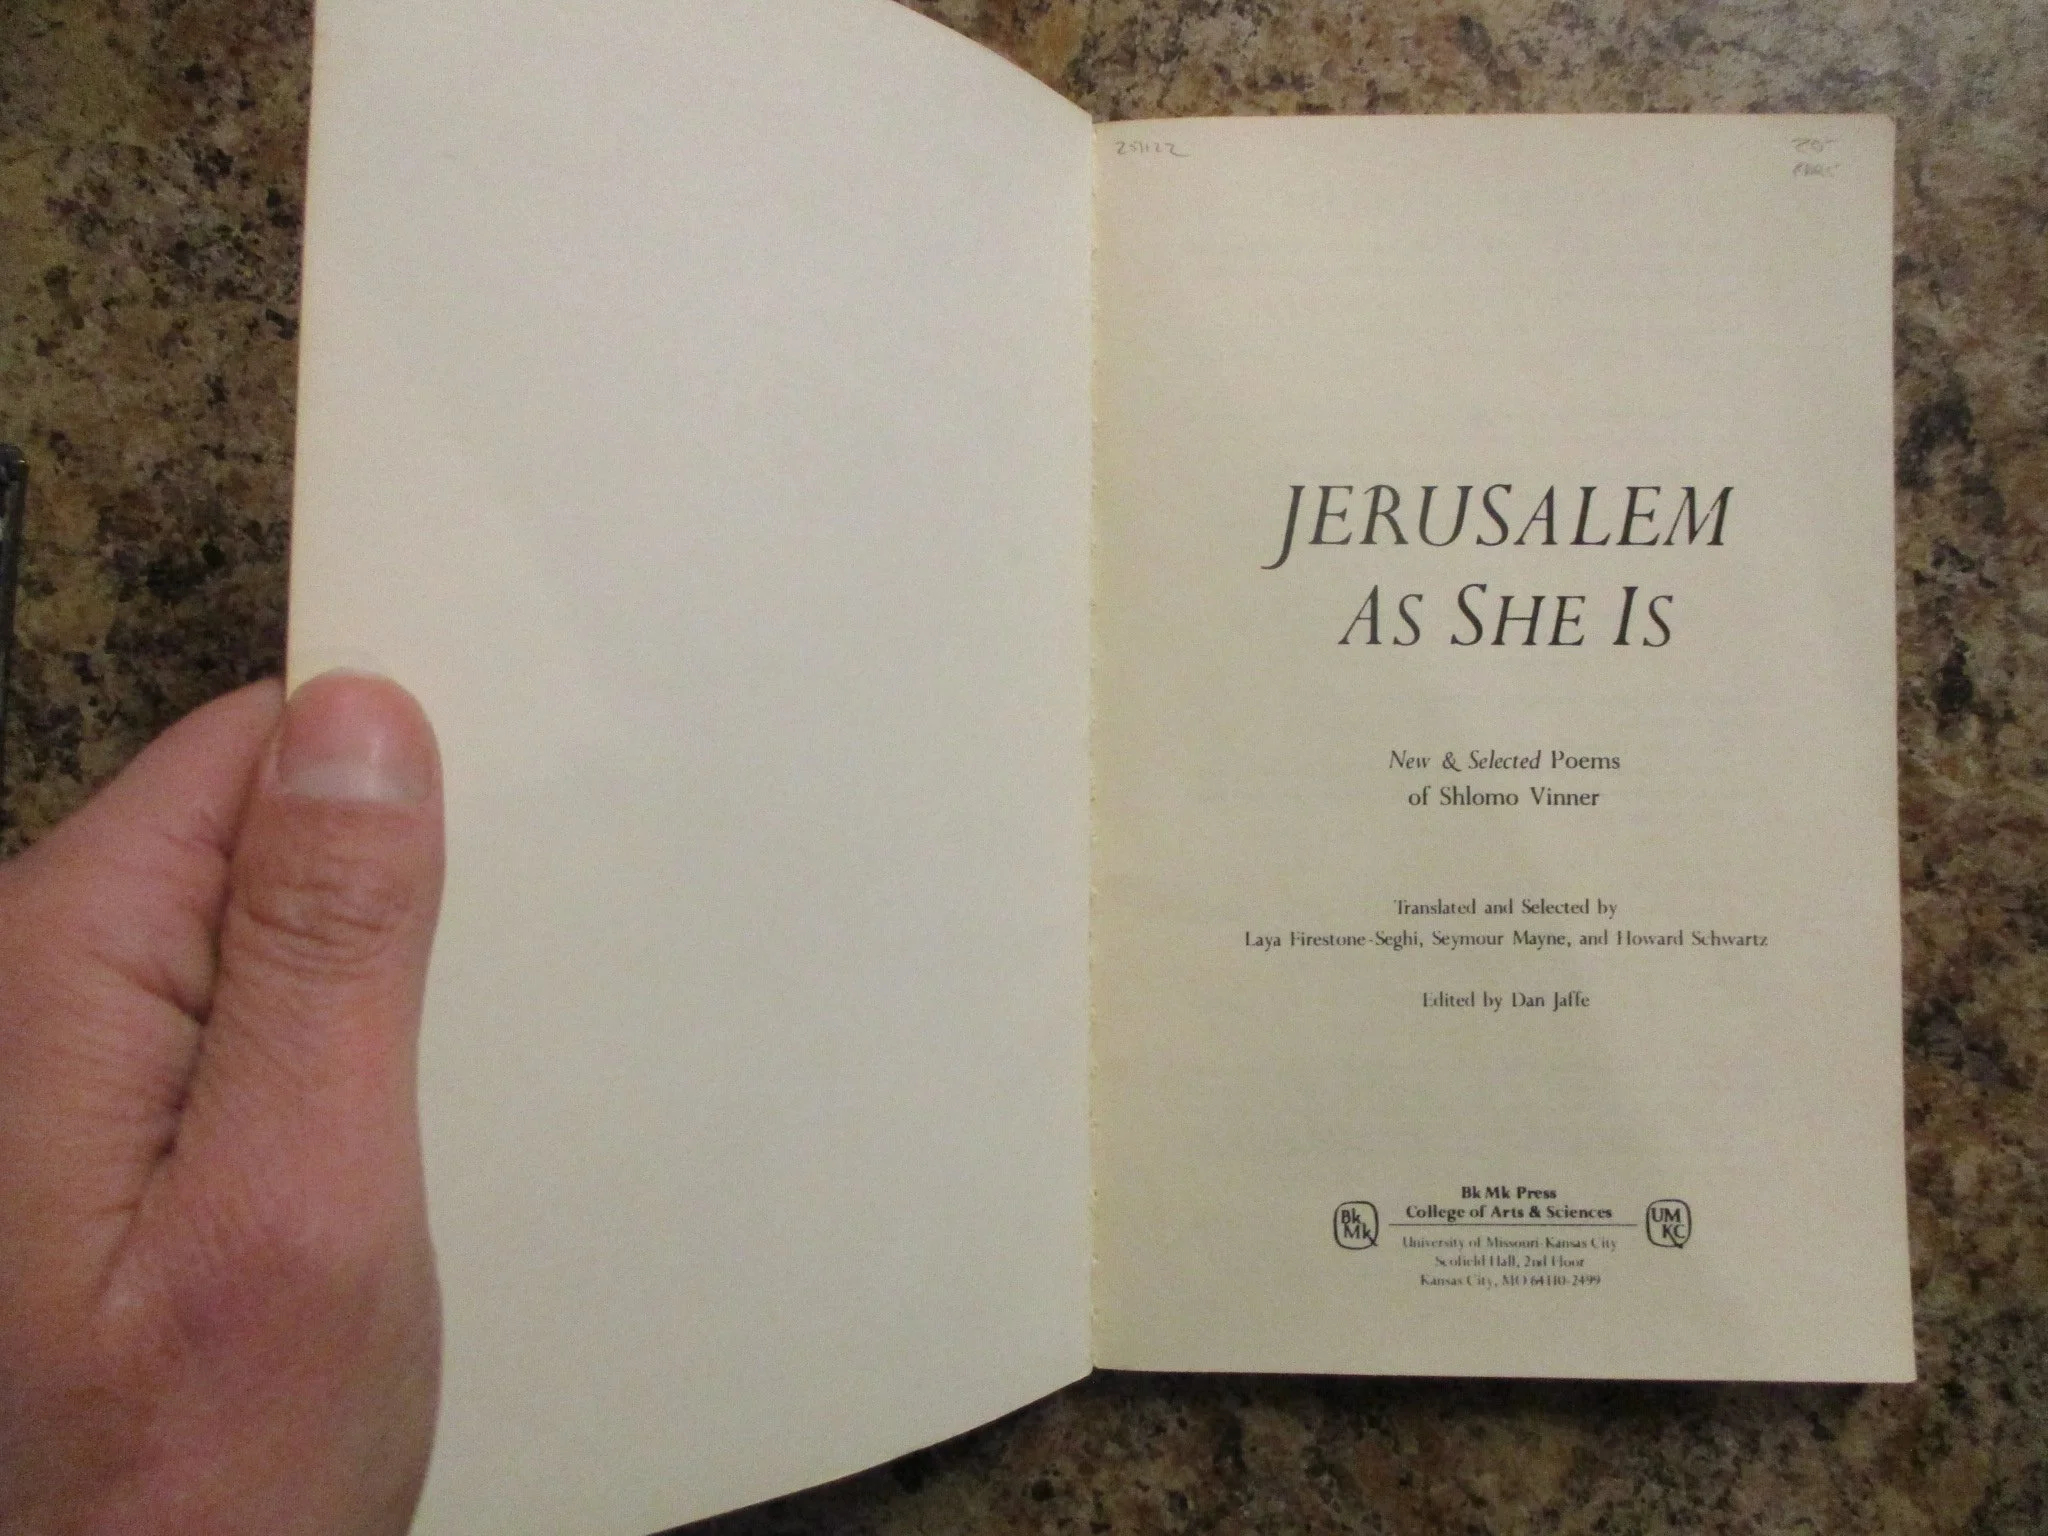 JERUSALEM
AS SHE IS
New & Selected Poems
of Shlomo Vinner
Translated and Selected by
Laya Firestone-Seghi, Seymour Mayne, and Howard Schwartz
Edited by Dan Jaffe
Bk Mk Press
College of Arts & Sciences
Bk
Mk
UM
KC
University of Missouri-Kansas City
Scofield Hall, 2nd Floor
Kansas City, MO 64110-2499